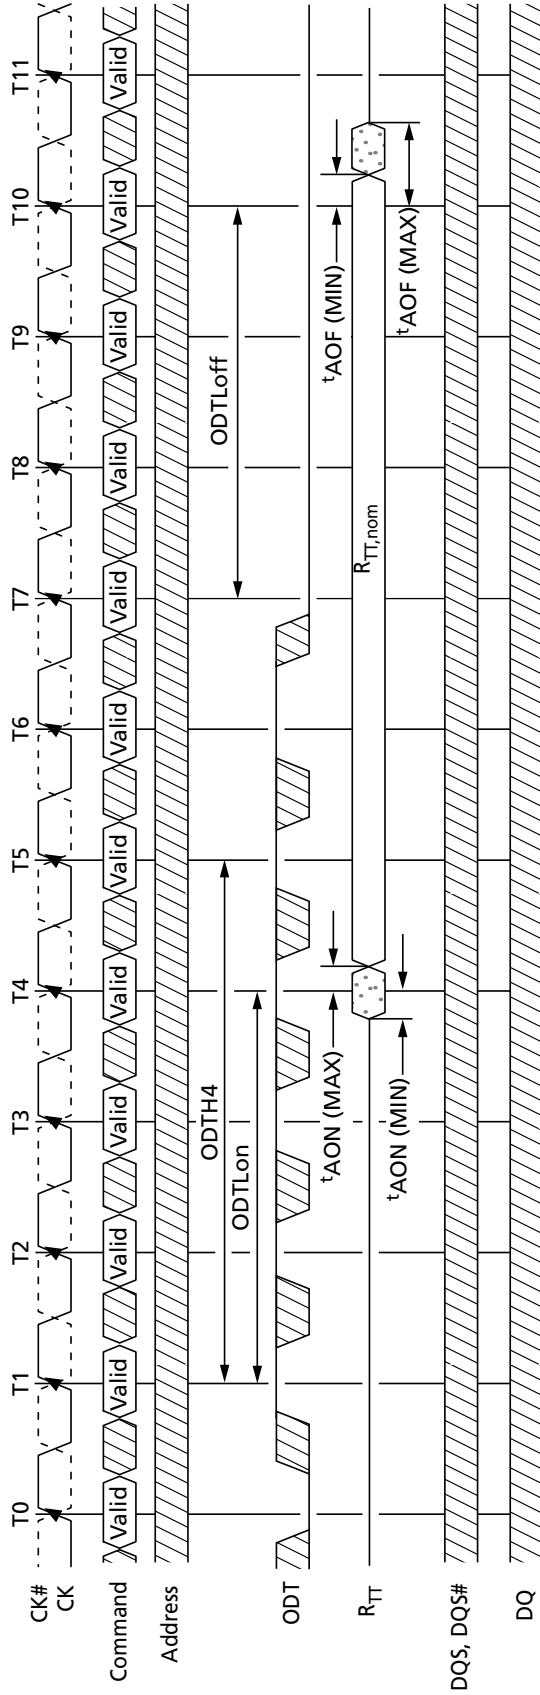 T0 T1 T2 T3 T4 T5 T6 T7 T8 T9 T10 T11
CK#
CK
Command Valid Valid Valid Valid Valid Valid Valid Valid Valid Valid Valid Valid
Address
ODTH4
ODTLoff
ODTLon
ODT
tAON (MAX)
tAOF (MIN)
RTT
RTT,nom
tAON (MIN)
tAOF (MAX)
DQS, DQS#
DQ